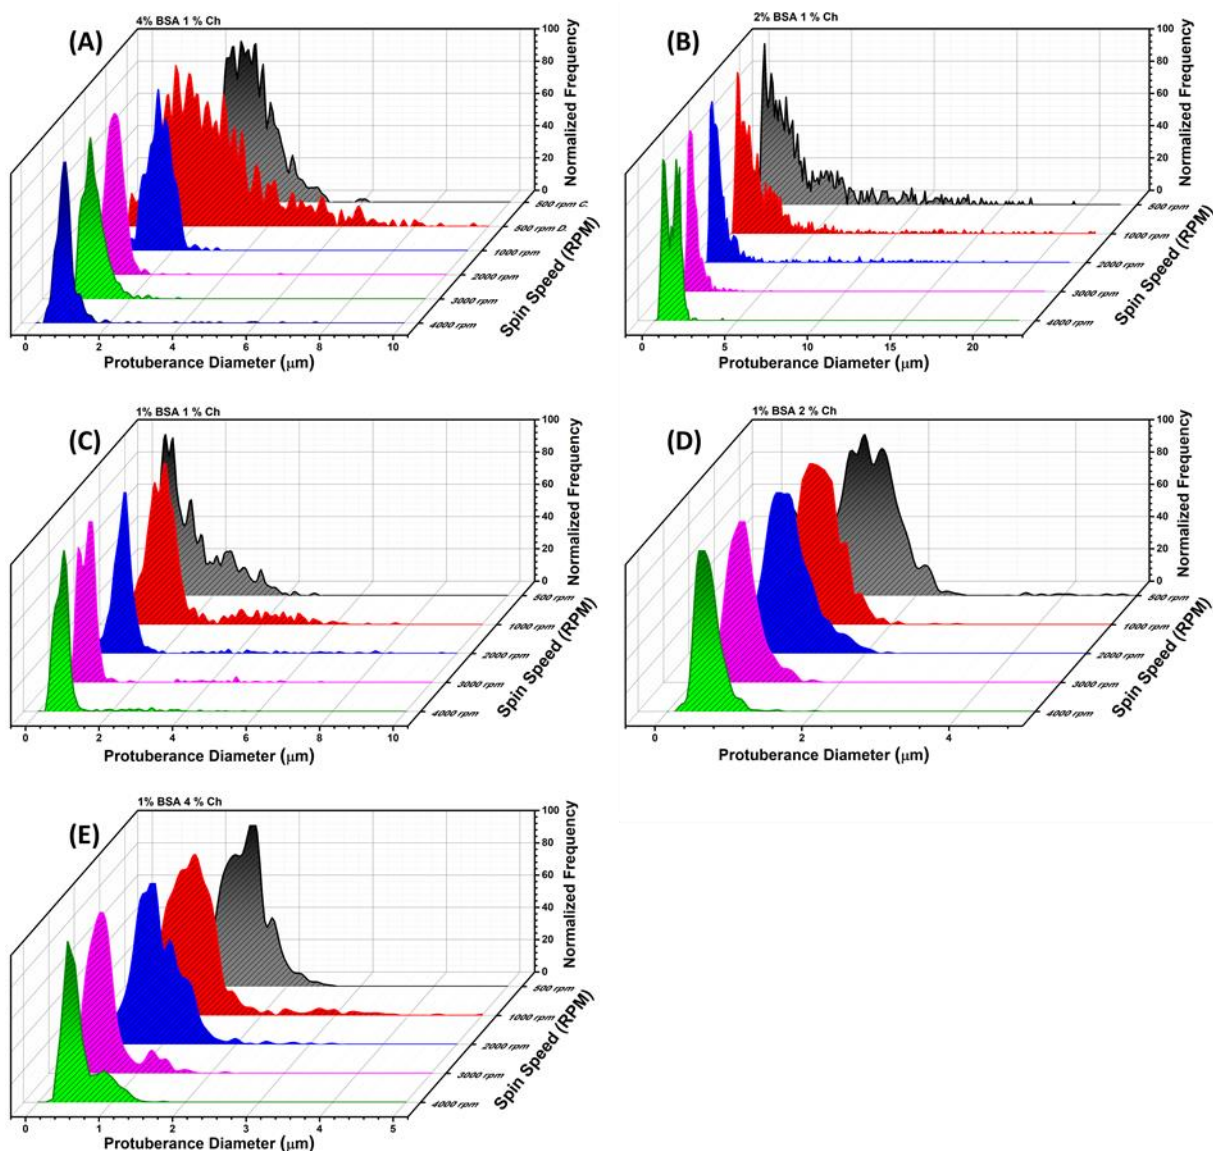 (A)
4% BSA 1 % Ch
100
80
60
40
20
0
Normalized Frequency
500 rpm C.
500 rpm D.
1000 rpm
2000 rpm
3000 rpm
4000 rpm
Spin Speed (RPM)
0 2 4 6 8 10
Protuberance Diameter (μm)
(B)
2% BSA 1 % Ch
100
80
60
40
20
0
Normalized Frequency
500 rpm
1000 rpm
2000 rpm
3000 rpm
4000 rpm
Spin Speed (RPM)
0 5 10 15 20
Protuberance Diameter (μm)
(C)
1% BSA 1 % Ch
100
80
60
40
20
0
Normalized Frequency
500 rpm
1000 rpm
2000 rpm
3000 rpm
4000 rpm
Spin Speed (RPM)
0 2 4 6 8 10
Protuberance Diameter (μm)
(D)
1% BSA 2 % Ch
100
80
60
40
20
0
Normalized Frequency
500 rpm
1000 rpm
2000 rpm
3000 rpm
4000 rpm
Spin Speed (RPM)
0 2 4
Protuberance Diameter (μm)
(E)
1% BSA 4 % Ch
100
80
60
40
20
0
Normalized Frequency
500 rpm
1000 rpm
2000 rpm
3000 rpm
4000 rpm
Spin Speed (RPM)
0 1 2 3 4 5
Protuberance Diameter (μm)